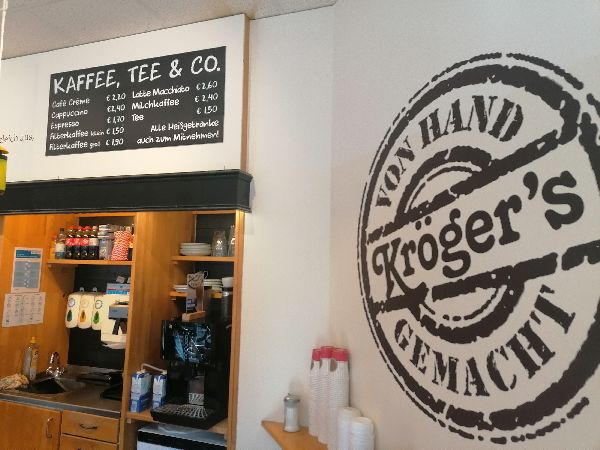 KAFFEE, TEE & CO.
Café Crème € 2,20
Cappuccino €2,40
Espresso € 1,70
Filterkaffee klein € 1,50
Filterkaffee groß € 1,90
Latte Macchiato € 2,60
Milchkaffee € 2,40
Tee € 1,50
Alle Heißgetränke
auch zum Mitnehmen!
VON HAND
Kröger's
GEMACHT